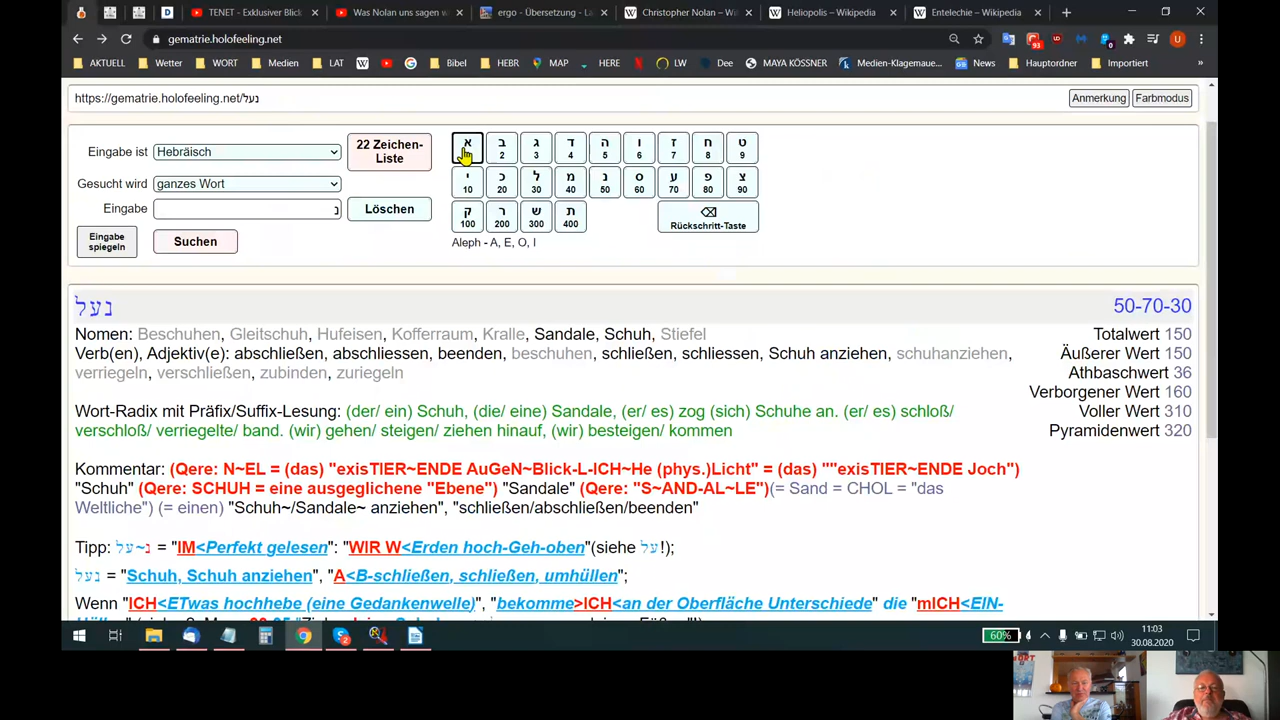 TENET - Exklusiver Blick
Was Nolan uns sagen w
ergo - Übersetzung - La
Christopher Nolan – Wi
Heliopolis – Wikipedia
Entelechie – Wikipedia
gematrie.holofeeling.net
AKTUELL Wetter WORT Medien LAT Bibel HEBR MAP HERE LW Dee MAYA KÖSSNER Medien-Klagemaue... News Hauptordner Importiert
https://gematrie.holofeeling.net/נעל
Anmerkung Farbmodus
Eingabe ist Hebräisch
22 Zeichen-Liste
Gesucht wird ganzes Wort
Eingabe נ
Löschen
Eingabe spiegeln
Suchen
א ב ג ד ה ו ז ח ט
1 2 3 4 5 6 7 8 9
י כ ל מ נ ס ע פ צ
10 20 30 40 50 60 70 80 90
ק ר ש ת
100 200 300 400
Rückschritt-Taste
Aleph - A, E, O, I
נעל 50-70-30
Nomen: Beschuhen, Gleitschuh, Hufeisen, Kofferraum, Kralle, Sandale, Schuh, Stiefel
Totalwert 150
Verb(en), Adjektiv(e): abschließen, abschliessen, beenden, beschuhen, schließen, schliessen, Schuh anziehen, schuhanziehen,
Äußerer Wert 150
verriegeln, verschließen, zubinden, zuriegeln
Athbaschwert 36
Verborgener Wert 160
Wort-Radix mit Präfix/Suffix-Lesung: (der/ ein) Schuh, (die/ eine) Sandale, (er/ es) zog (sich) Schuhe an. (er/ es) schloß/
Voller Wert 310
verschloß/ verriegelte/ band. (wir) gehen/ steigen/ ziehen hinauf, (wir) besteigen/ kommen
Pyramidenwert 320
Kommentar: (Qere: N~EL = (das) "exisTIER~ENDE AuGeN~Blick-L-ICH~He (phys.)Licht" = (das) ""exisTIER~ENDE Joch")
"Schuh" (Qere: SCHUH = eine ausgeglichene "Ebene") "Sandale" (Qere: "S~AND-AL~LE")(= Sand = CHOL = "das
Weltliche") (= einen) "Schuh~/Sandale~ anziehen", "schließen/abschließen/beenden"
Tipp: נ~על = "IM<Perfekt gelesen": "WIR W<Erden hoch-Geh-oben"(siehe על!);
נעל = "Schuh, Schuh anziehen", "A<B-schließen, schließen, umhüllen";
Wenn "ICH<ETwas hochhebe (eine Gedankenwelle)", "bekomme>ICH<an der Oberfläche Unterschiede" die "mICH<EIN-
60%
11:03
30.08.2020